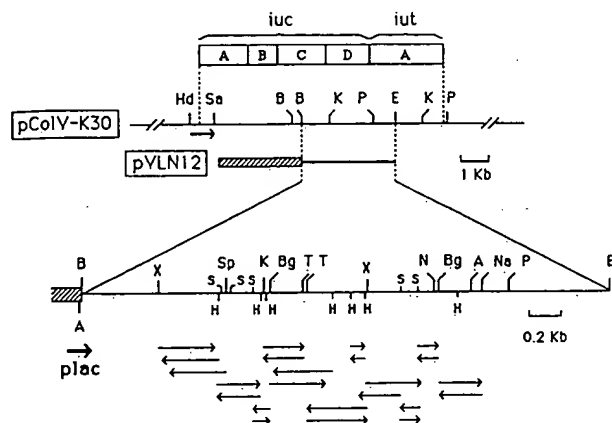 iuc iut
A B C D A
Hd Sa B B K P E K P
pColV-K30
pVLN12
1 Kb
B X Sp K Bg T T X N Bg A Na P E
S S S S S
H H H H H H H
A
0.2 Kb
plac